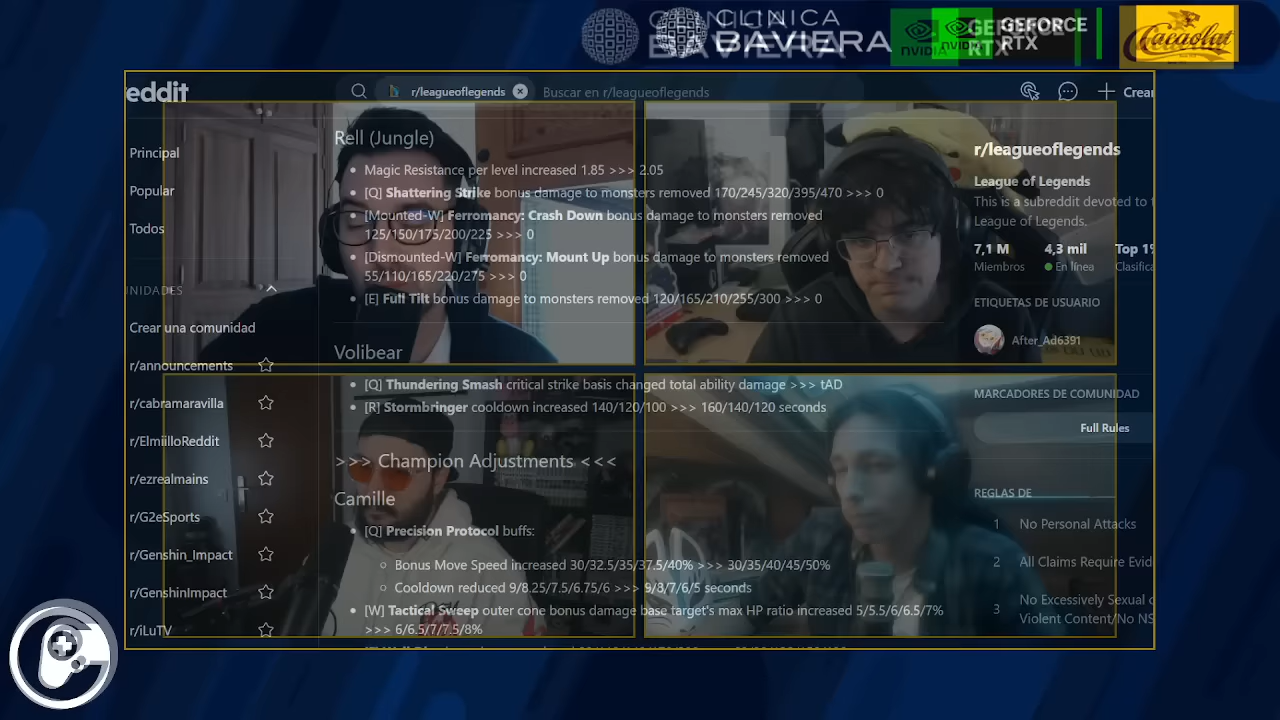 CLINICA
BAVIERA
NVIDIA
GEFORCE
RTX
Cacaolat
eddit
r/leagueoflegends
Buscar en r/leagueoflegends
Crear
Principal
Popular
Todos
INIDADES
Crear una comunidad
r/announcements
r/cabramaravilla
r/ElmiilloReddit
r/ezrealmains
r/G2eSports
r/Genshin_Impact
r/GenshinImpact
r/iLuTV
Rell (Jungle)
Magic Resistance per level increased 1.85 >>> 2.05
[Q] Shattering Strike bonus damage to monsters removed 170/245/320/395/470 >>> 0
[Mounted-W] Ferromancy: Crash Down bonus damage to monsters removed
125/150/175/200/225 >>> 0
[Dismounted-W] Ferromancy: Mount Up bonus damage to monsters removed
55/110/165/220/275 >>> 0
[E] Full Tilt bonus damage to monsters removed 120/165/210/255/300 >>> 0
Volibear
[Q] Thundering Smash critical strike basis changed total ability damage >>> tAD
[R] Stormbringer cooldown increased 140/120/100 >>> 160/140/120 seconds
>>> Champion Adjustments <<<
Camille
[Q] Precision Protocol buffs:
Bonus Move Speed increased 30/32.5/35/37.5/40% >>> 30/35/40/45/50%
Cooldown reduced 9/8.25/7.5/6.75/6 >>> 9/8/7/6/5 seconds
[W] Tactical Sweep outer cone bonus damage base target's max HP ratio increased 5/5.5/6/6.5/7%
>>> 6/6.5/7/7.5/8%
r/leagueoflegends
League of Legends
This is a subreddit devoted to t
League of Legends.
7,1 M
4,3 mil
Top 1%
Miembros
En línea
Clasifica
ETIQUETAS DE USUARIO
After_Ad6391
MARCADORES DE COMUNIDAD
Full Rules
REGLAS DE
1 No Personal Attacks
2 All Claims Require Evid
3 No Excessively Sexual o
Violent Content/No NS